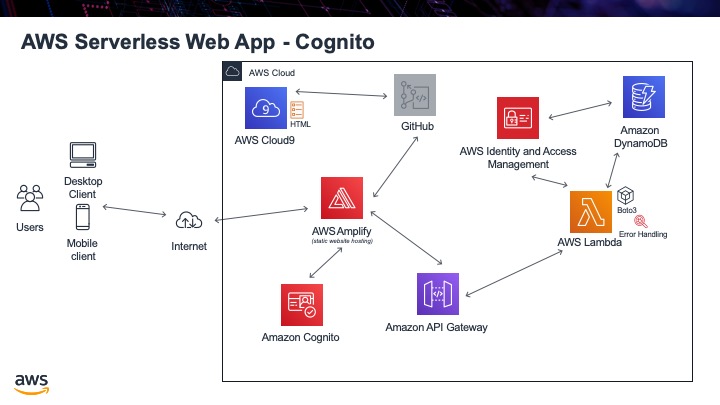 AWS Serverless Web App - Cognito
AWS Cloud
9
HTML
AWS Cloud9
GitHub
AWS Identity and Access
Management
Amazon
DynamoDB
Desktop
Client
Users
Mobile
client
Internet
AWS Amplify
(static website hosting)
Boto3
Error Handling
AWS Lambda
Amazon Cognito
Amazon API Gateway
aws